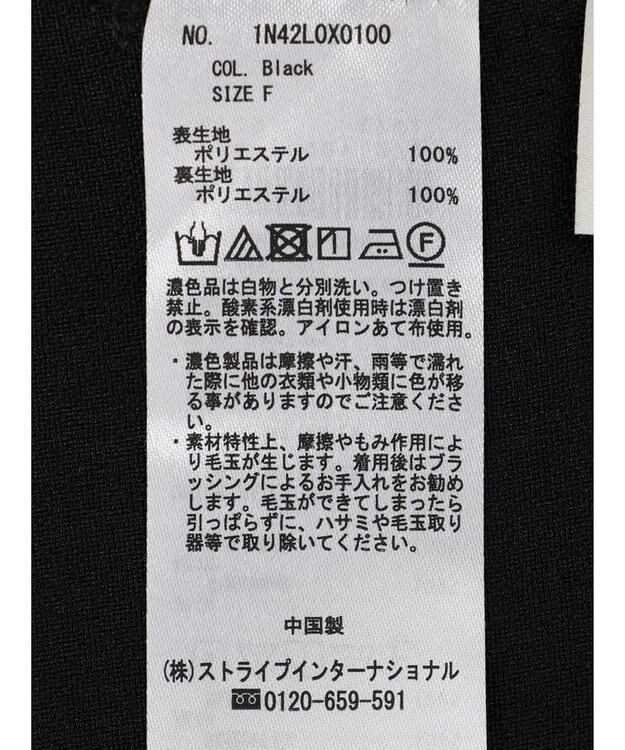 NO. 1N42L0X0100
COL. Black
SIZE F
表生地
ポリエステル 100%
裏生地
ポリエステル 100%
F
濃色品は白物と分別洗い。つけ置き
禁止。酸素系漂白剤使用時は漂白剤
の表示を確認。アイロンあて布使用。
・濃色製品は摩擦や汗、雨等で濡れ
た際に他の衣類や小物類に色が移
る事がありますのでご注意くださ
い。
・素材特性上、摩擦やもみ作用によ
り毛玉が生じます。着用後はブラ
ッシングによるお手入れをお勧め
します。毛玉ができてしまったら
引っぱらずに、ハサミや毛玉取り
器等で取り除いてください。
中国製
(株)ストライプインターナショナル
0120-659-591